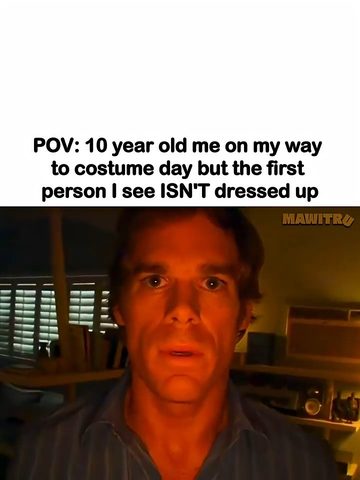 POV: 10 year old me on my way
to costume day but the first
person I see ISN'T dressed up
MAWITRU